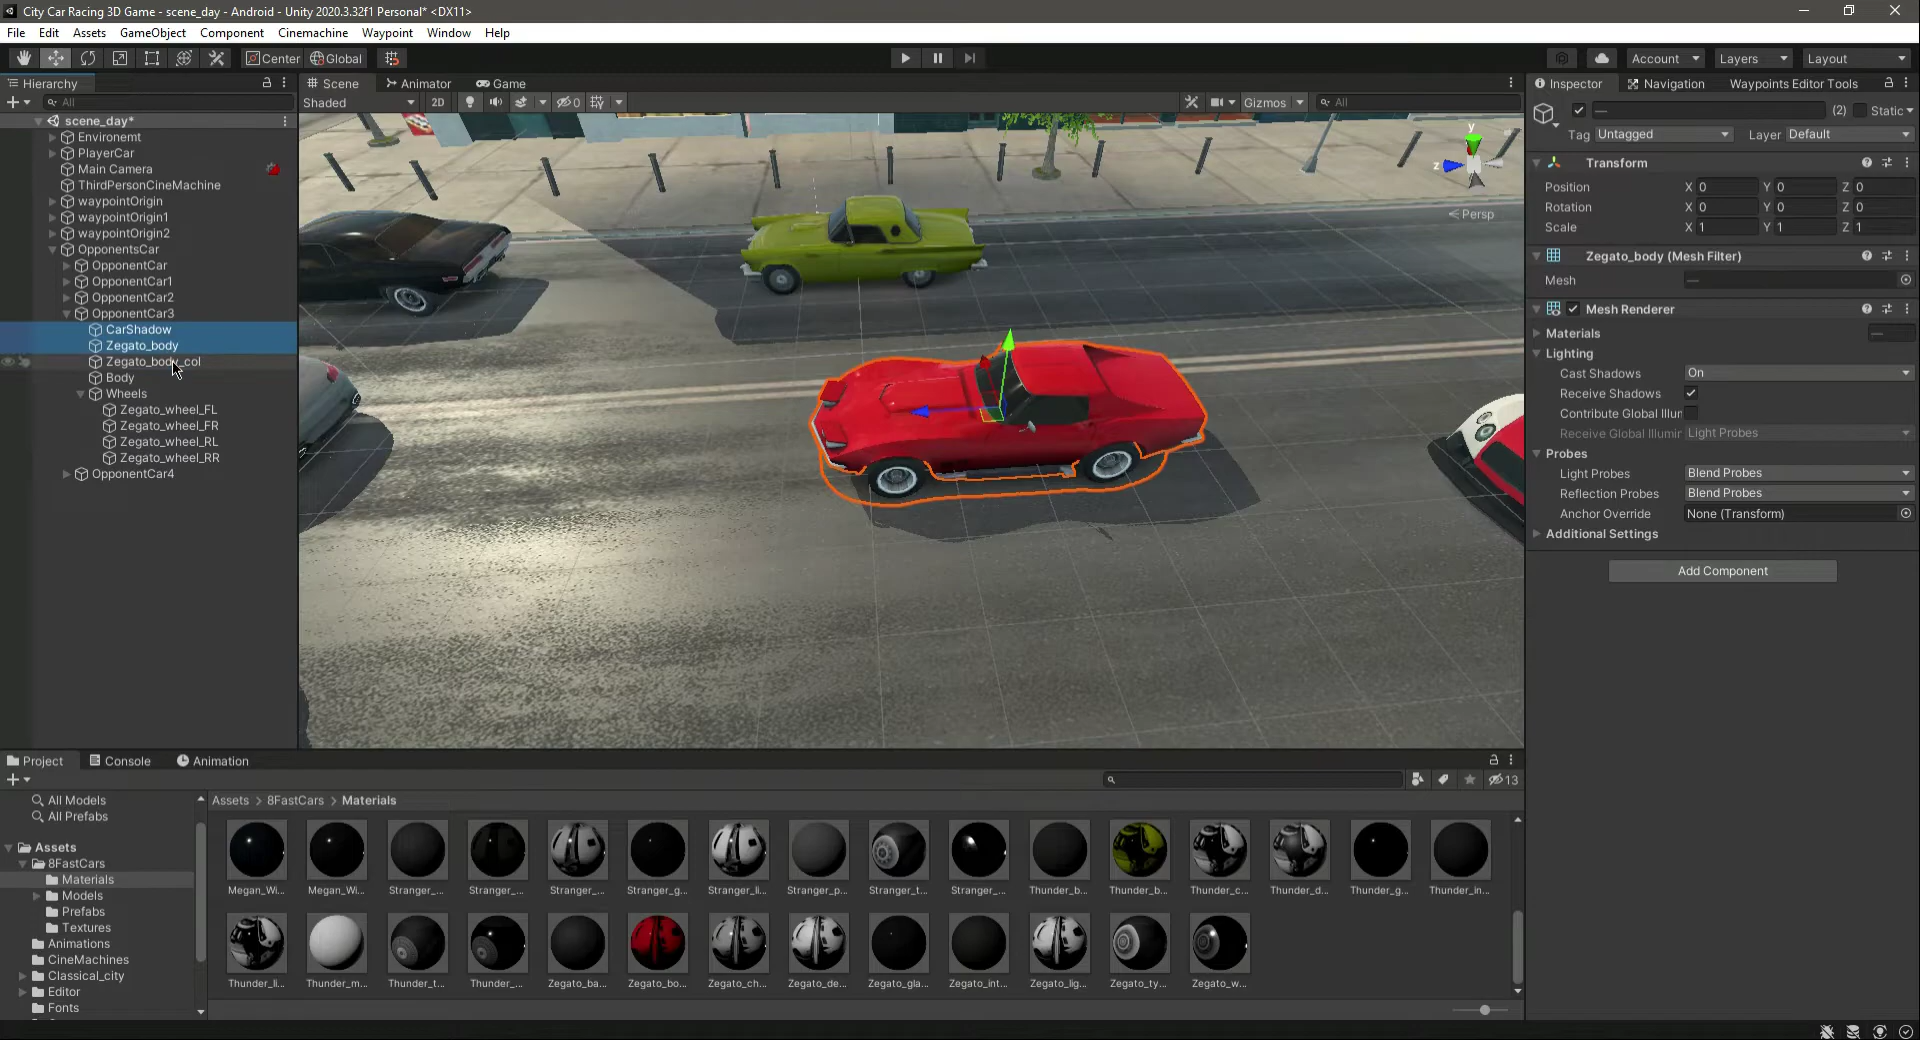 City Car Racing 3D Game - scene_day - Android - Unity 2020.3.32f1 Personal* <DX11>
File Edit Assets GameObject Component Cinemachine Waypoint Window Help
Center Global Account Layers Layout
Hierarchy
All
scene_day*
Environemt
PlayerCar
Main Camera
ThirdPersonCineMachine
waypointOrigin
waypointOrigin1
waypointOrigin2
OpponentsCar
OpponentCar
OpponentCar1
OpponentCar2
OpponentCar3
CarShadow
Zegato_body
Zegato_body_col
Body
Wheels
Zegato_wheel_FL
Zegato_wheel_FR
Zegato_wheel_RL
Zegato_wheel_RR
OpponentCar4
Scene Animator Game
Shaded 2D 0 Gizmos All
y
z
Persp
Inspector Navigation Waypoints Editor Tools
— (2) Static
Tag Untagged Layer Default
Transform
Position X 0 Y 0 Z 0
Rotation X 0 Y 0 Z 0
Scale X 1 Y 1 Z 1
Zegato_body (Mesh Filter)
Mesh —
Mesh Renderer
Materials —
Lighting
Cast Shadows On
Receive Shadows
Contribute Global Illur
Receive Global Illumir Light Probes
Probes
Light Probes Blend Probes
Reflection Probes Blend Probes
Anchor Override None (Transform)
Additional Settings
Add Component
Project Console Animation
13
All Models
All Prefabs
Assets
8FastCars
Materials
Models
Prefabs
Textures
Animations
CineMachines
Classical_city
Editor
Fonts
Assets > 8FastCars > Materials
Megan_Wi... Megan_Wi... Stranger_... Stranger_... Stranger_... Stranger_g... Stranger_li... Stranger_p... Stranger_t... Stranger_... Thunder_b... Thunder_b... Thunder_c... Thunder_d... Thunder_g... Thunder_in...
Thunder_li... Thunder_m... Thunder_t... Thunder_... Zegato_ba... Zegato_bo... Zegato_ch... Zegato_de... Zegato_gla... Zegato_int... Zegato_lig... Zegato_ty... Zegato_w...